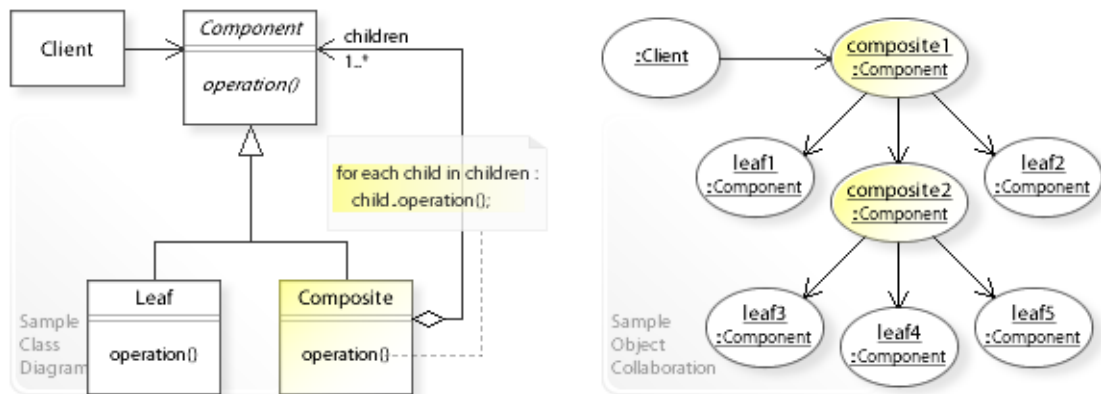 Client
Component
operation()
children
1..*
for each child in children :
child.operation();
Leaf
operation()
Composite
operation()
Sample
Class
Diagram
:Client
composite1
:Component
leaf1
:Component
composite2
:Component
leaf2
:Component
leaf3
:Component
leaf4
:Component
leaf5
:Component
Sample
Object
Collaboration